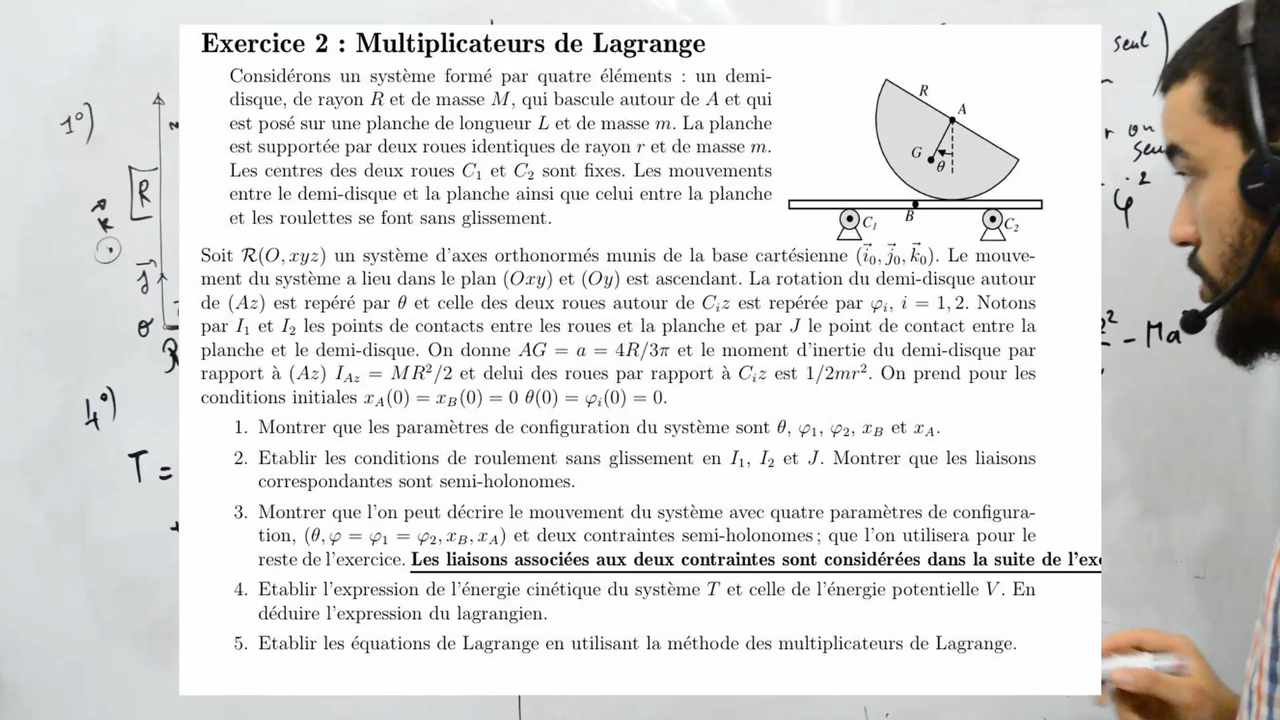 Exercice 2 : Multiplicateurs de Lagrange
Considérons un système formé par quatre éléments : un demi-
disque, de rayon R et de masse M, qui bascule autour de A et qui
est posé sur une planche de longueur L et de masse m. La planche
est supportée par deux roues identiques de rayon r et de masse m.
Les centres des deux roues C₁ et C₂ sont fixes. Les mouvements
entre le demi-disque et la planche ainsi que celui entre la planche
et les roulettes se font sans glissement.
R
A
G
θ
B
C₁
C₂
Soit ℛ(O, xyz) un système d'axes orthonormés munis de la base cartésienne (i⃗₀, j⃗₀, k⃗₀). Le mouve-
ment du système a lieu dans le plan (Oxy) et (Oy) est ascendant. La rotation du demi-disque autour
de (Az) est repéré par θ et celle des deux roues autour de Cᵢz est repérée par φᵢ, i = 1, 2. Notons
par I₁ et I₂ les points de contacts entre les roues et la planche et par J le point de contact entre la
planche et le demi-disque. On donne AG = a = 4R/3π et le moment d'inertie du demi-disque par
rapport à (Az) I_Az = MR²/2 et delui des roues par rapport à Cᵢz est 1/2mr². On prend pour les
conditions initiales x_A(0) = x_B(0) = 0 θ(0) = φᵢ(0) = 0.
1. Montrer que les paramètres de configuration du système sont θ, φ₁, φ₂, x_B et x_A.
2. Etablir les conditions de roulement sans glissement en I₁, I₂ et J. Montrer que les liaisons
correspondantes sont semi-holonomes.
3. Montrer que l'on peut décrire le mouvement du système avec quatre paramètres de configura-
tion, (θ, φ = φ₁ = φ₂, x_B, x_A) et deux contraintes semi-holonomes ; que l'on utilisera pour le
reste de l'exercice. Les liaisons associées aux deux contraintes sont considérées dans la suite de l'ex
4. Etablir l'expression de l'énergie cinétique du système T et celle de l'énergie potentielle V. En
déduire l'expression du lagrangien.
5. Etablir les équations de Lagrange en utilisant la méthode des multiplicateurs de Lagrange.
1°)
R
4°)
T =
seul)
on
- Ma